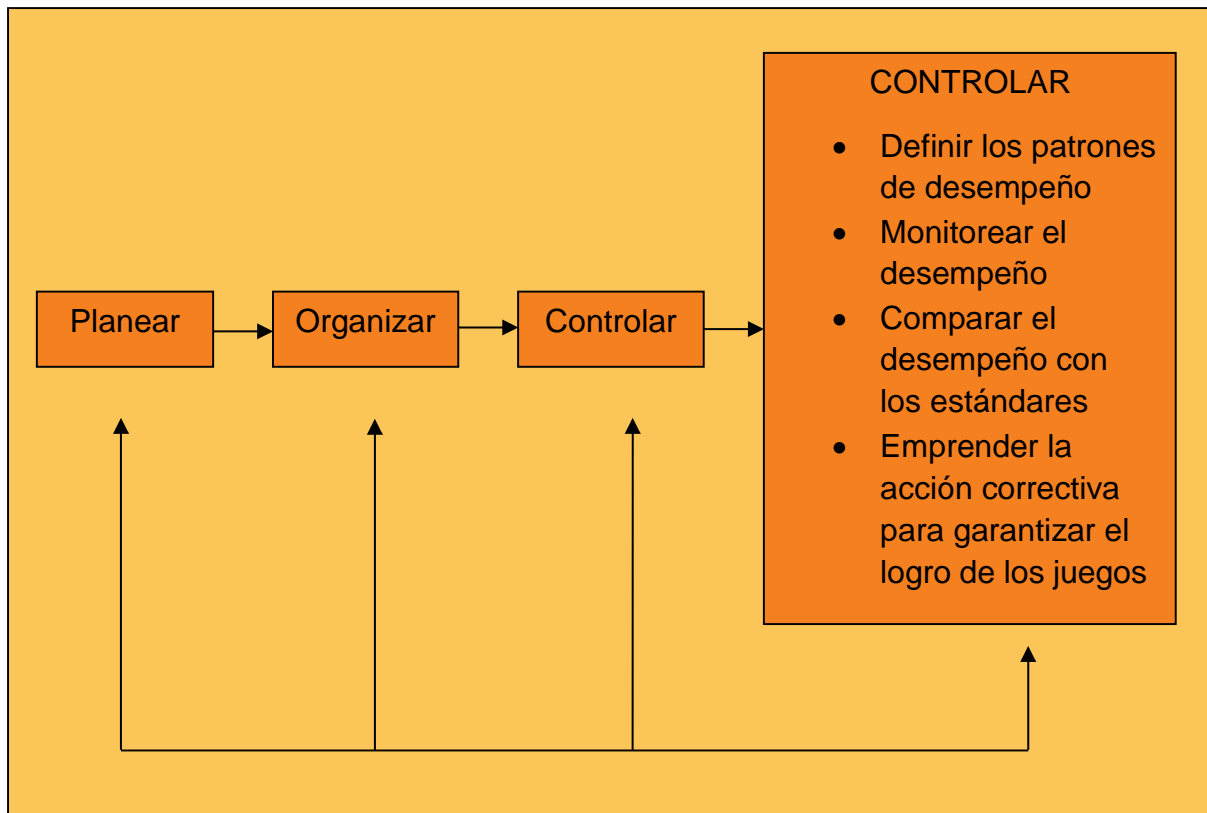 Planear
Organizar
Controlar
CONTROLAR
• Definir los patrones
de desempeño
• Monitorear el
desempeño
• Comparar el
desempeño con
los estándares
• Emprender la
acción correctiva
para garantizar el
logro de los juegos